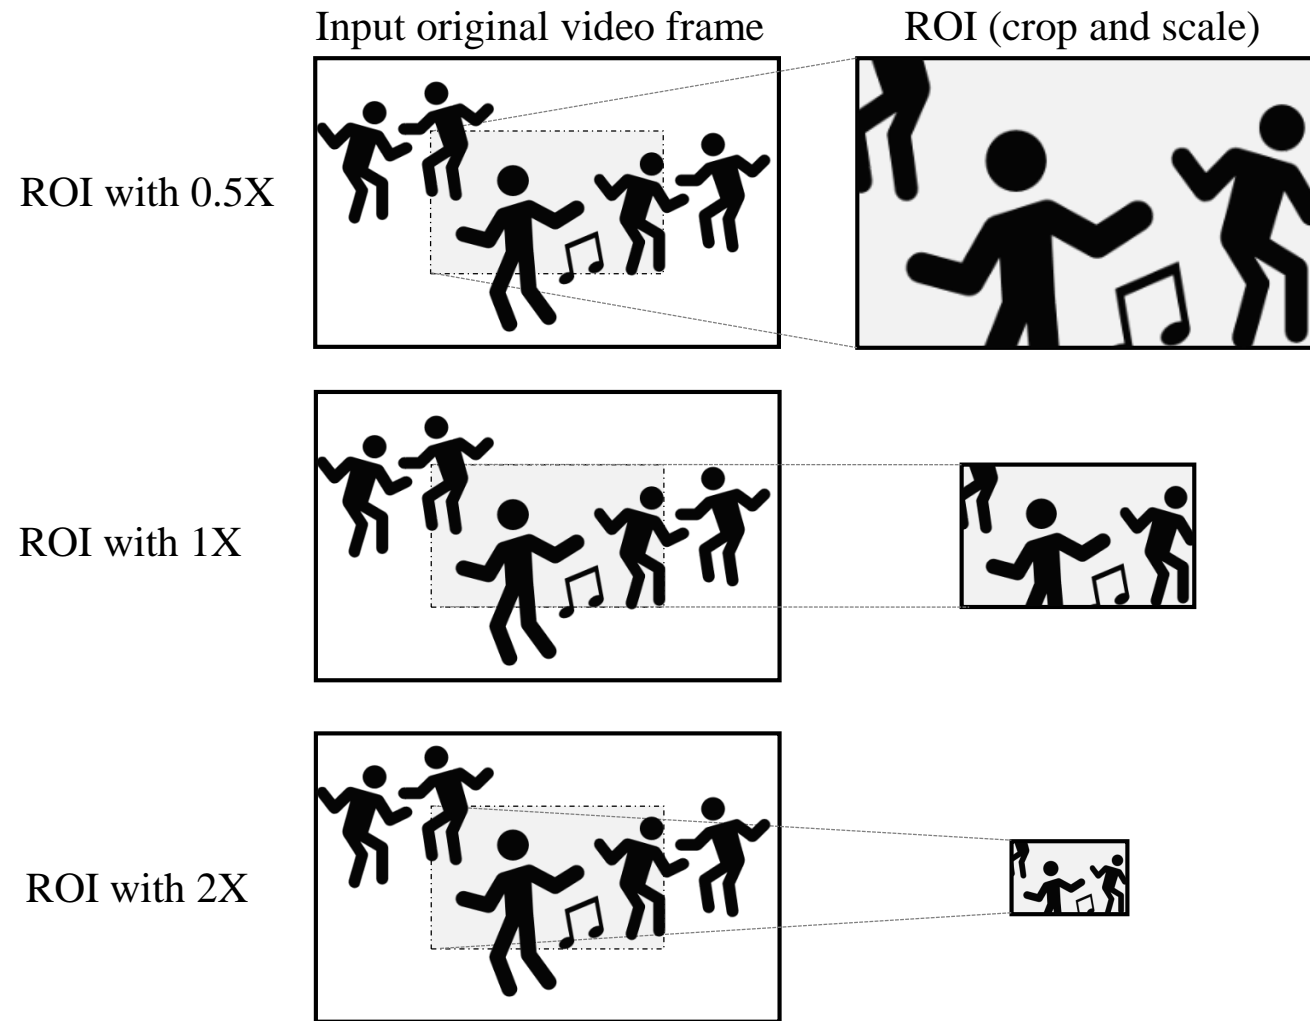 Input original video frame
ROI (crop and scale)
ROI with 0.5X
ROI with 1X
ROI with 2X